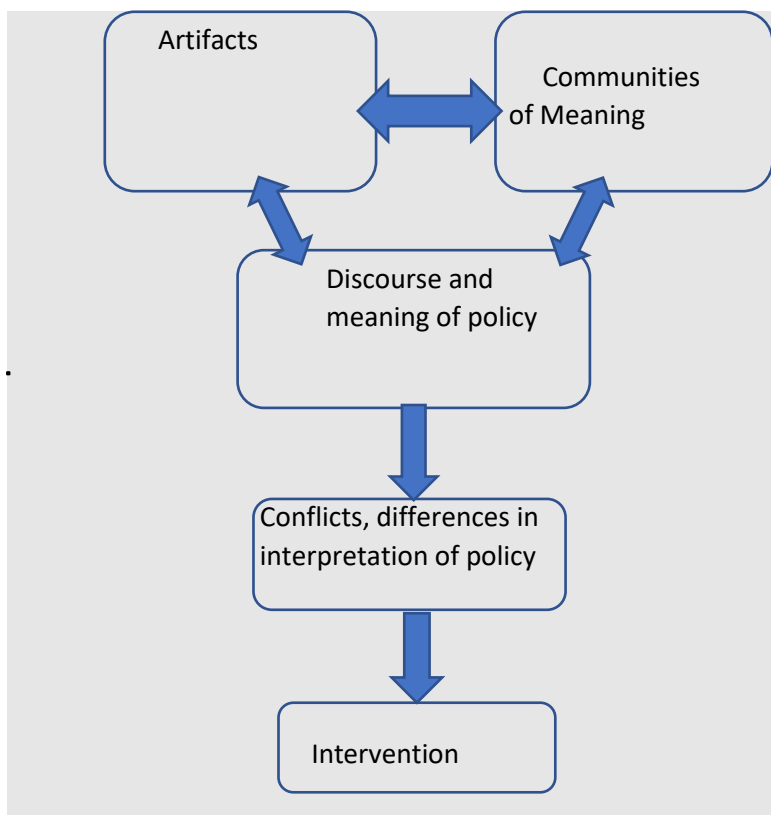 Artifacts
Communities
of Meaning
Discourse and
meaning of policy
.
Conflicts, differences in
interpretation of policy
Intervention